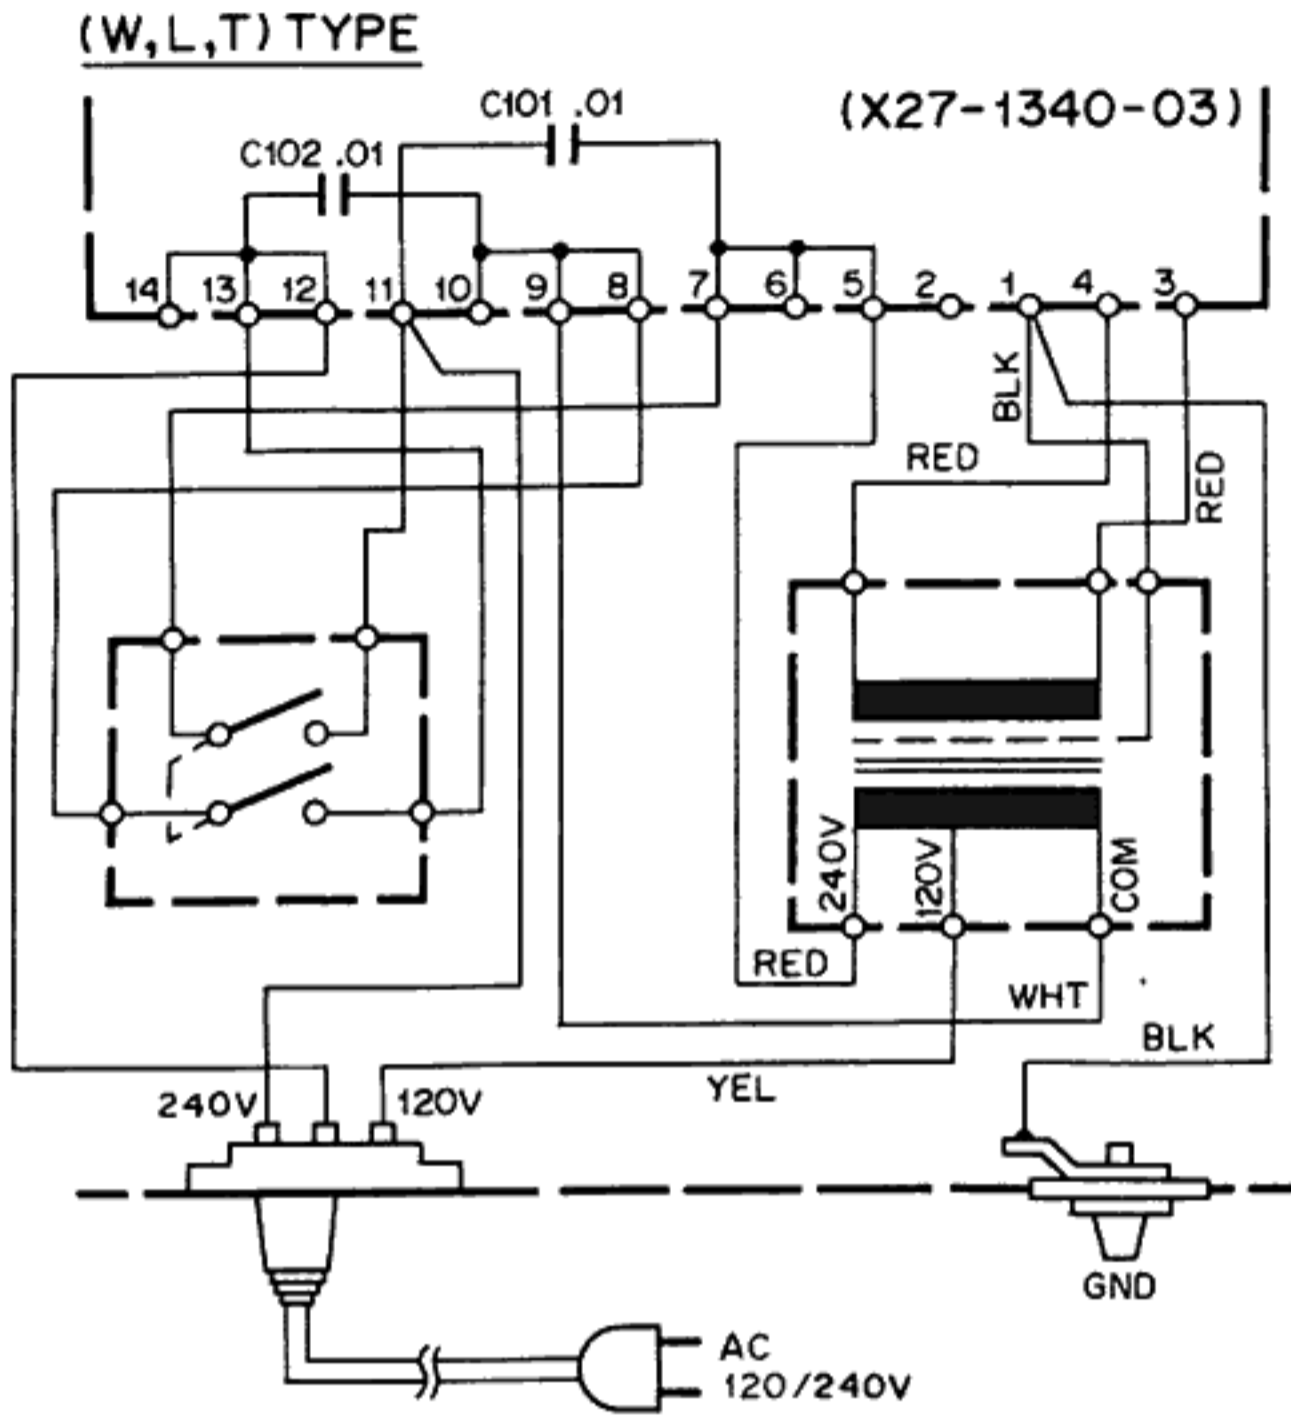 (W,L,T) TYPE
(X27-1340-03)
C101 .01
C102 .01
14 13 12 11 10 9 8 7 6 5 2 1 4 3
BLK
RED
RED
240V
120V
COM
RED
WHT
BLK
YEL
240V
120V
GND
AC
120/240V